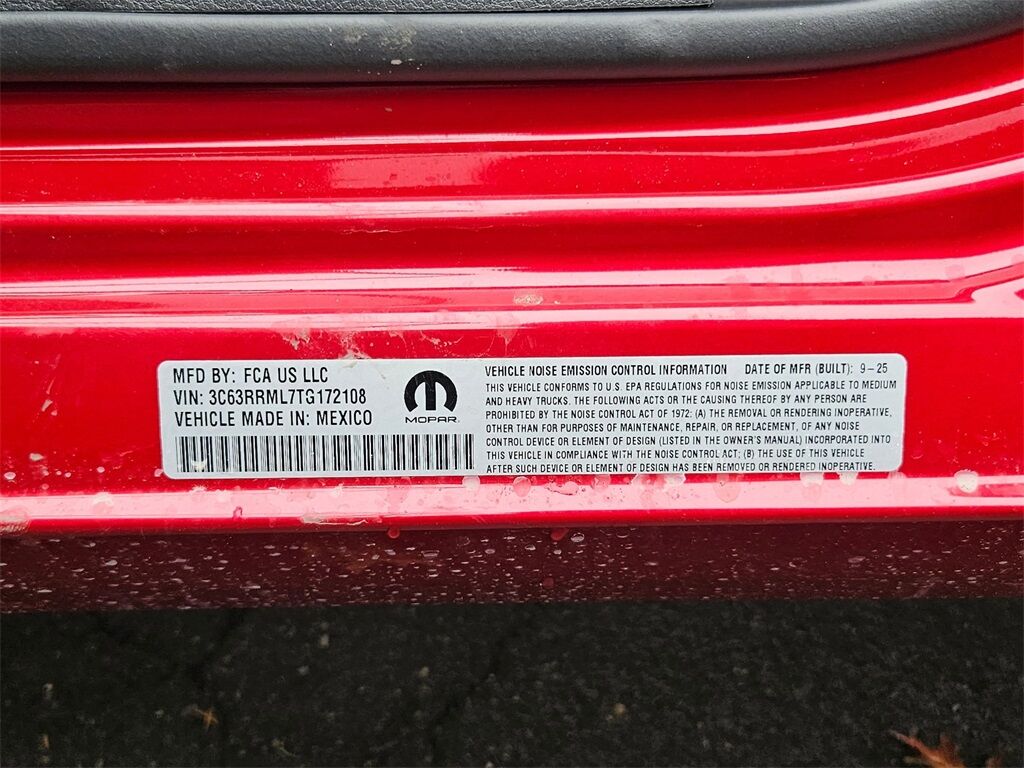 MFD BY: FCA US LLC
VIN: 3C63RRML7TG172108
VEHICLE MADE IN: MEXICO
MOPAR
VEHICLE NOISE EMISSION CONTROL INFORMATION DATE OF MFR (BUILT): 9-25
THIS VEHICLE CONFORMS TO U.S. EPA REGULATIONS FOR NOISE EMISSION APPLICABLE TO MEDIUM
AND HEAVY TRUCKS. THE FOLLOWING ACTS OR THE CAUSING THEREOF BY ANY PERSON ARE
PROHIBITED BY THE NOISE CONTROL ACT OF 1972: (A) THE REMOVAL OR RENDERING INOPERATIVE,
OTHER THAN FOR PURPOSES OF MAINTENANCE, REPAIR, OR REPLACEMENT, OF ANY NOISE
CONTROL DEVICE OR ELEMENT OF DESIGN (LISTED IN THE OWNER'S MANUAL) INCORPORATED INTO
THIS VEHICLE IN COMPLIANCE WITH THE NOISE CONTROL ACT; (B) THE USE OF THIS VEHICLE
AFTER SUCH DEVICE OR ELEMENT OF DESIGN HAS BEEN REMOVED OR RENDERED INOPERATIVE.